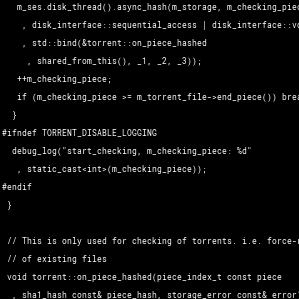 m_ses.disk_thread().async_hash(m_storage, m_checking_piec
, disk_interface::sequential_access | disk_interface::vo
, std::bind(&torrent::on_piece_hashed
, shared_from_this(), _1, _2, _3));
++m_checking_piece;
if (m_checking_piece >= m_torrent_file->end_piece()) brea
}
#ifndef TORRENT_DISABLE_LOGGING
debug_log("start_checking, m_checking_piece: %d"
, static_cast<int>(m_checking_piece));
#endif
}
// This is only used for checking of torrents. i.e. force-r
// of existing files
void torrent::on_piece_hashed(piece_index_t const piece
, sha1_hash const& piece_hash, storage_error const& error